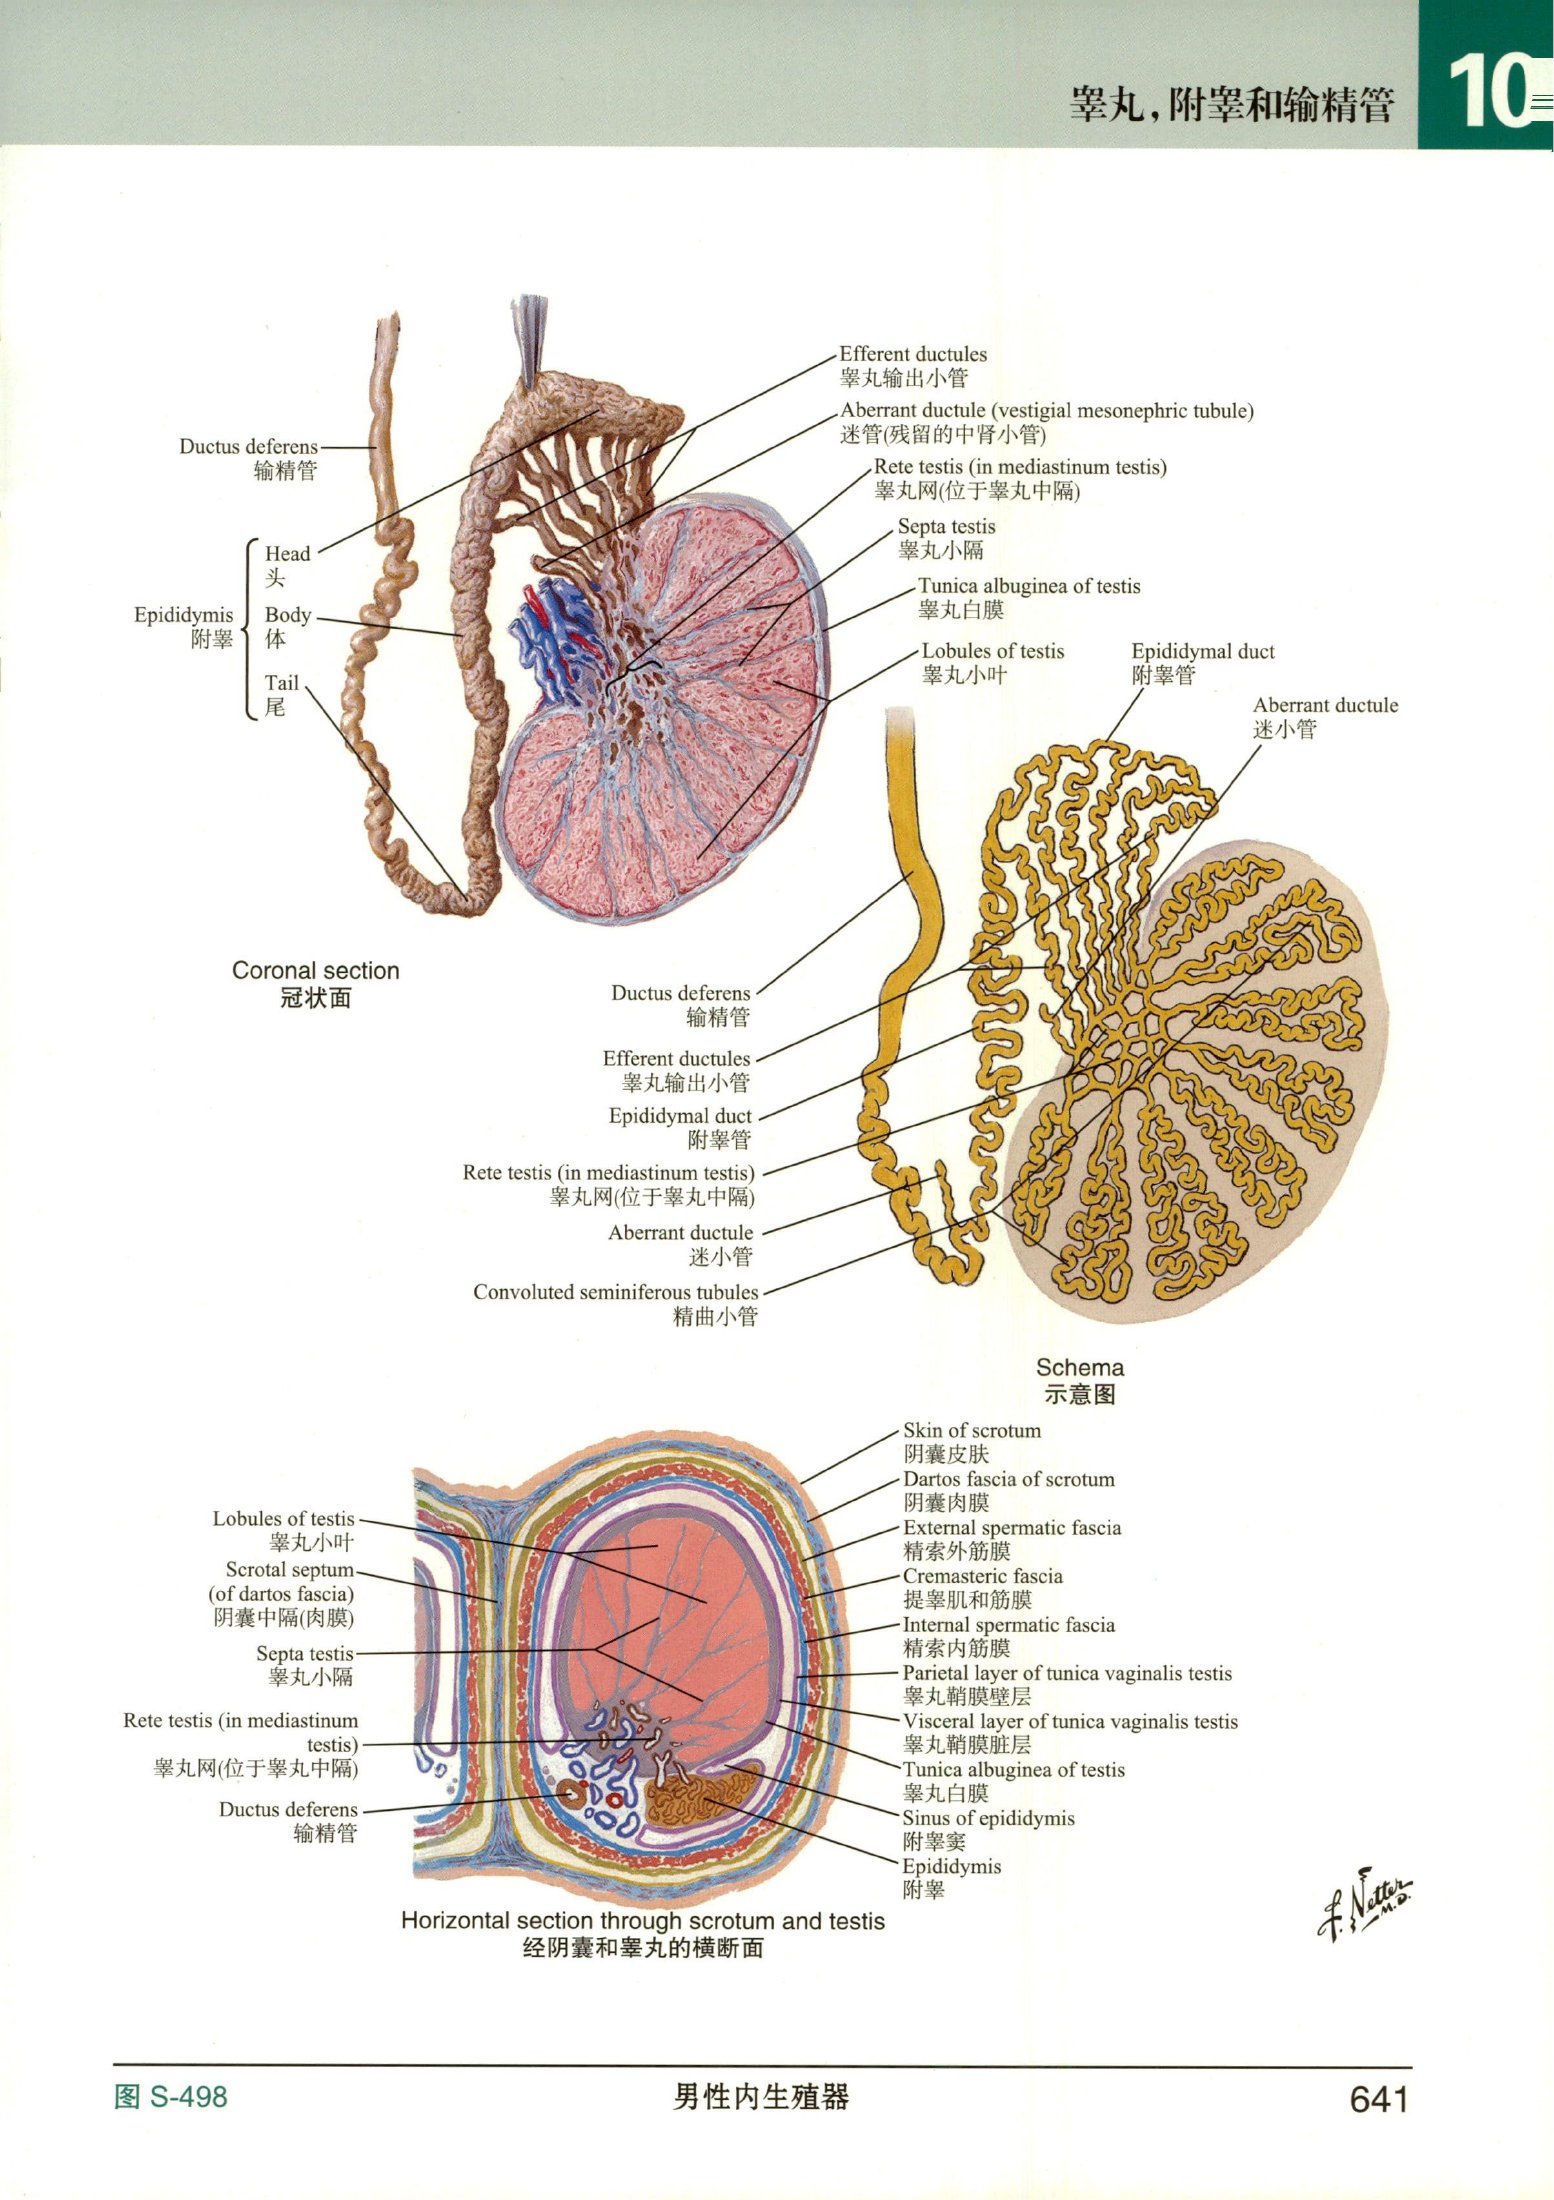 睾丸,附睾和输精管
10
Efferent ductules
睾丸输出小管
Aberrant ductule (vestigial mesonephric tubule)
迷管(残留的中肾小管)
Rete testis (in mediastinum testis)
睾丸网(位于睾丸中隔)
Septa testis
睾丸小隔
Tunica albuginea of testis
睾丸白膜
Lobules of testis
睾丸小叶
Ductus deferens
输精管
Epididymis
附睾
Head
头
Body
体
Tail
尾
Coronal section
冠状面
Epididymal duct
附睾管
Aberrant ductule
迷小管
Ductus deferens
输精管
Efferent ductules
睾丸输出小管
Epididymal duct
附睾管
Rete testis (in mediastinum testis)
睾丸网(位于睾丸中隔)
Aberrant ductule
迷小管
Convoluted seminiferous tubules
精曲小管
Schema
示意图
Lobules of testis
睾丸小叶
Scrotal septum
(of dartos fascia)
阴囊中隔(肉膜)
Septa testis
睾丸小隔
Rete testis (in mediastinum
testis)
睾丸网(位于睾丸中隔)
Ductus deferens
输精管
Skin of scrotum
阴囊皮肤
Dartos fascia of scrotum
阴囊肉膜
External spermatic fascia
精索外筋膜
Cremasteric fascia
提睾肌和筋膜
Internal spermatic fascia
精索内筋膜
Parietal layer of tunica vaginalis testis
睾丸鞘膜壁层
Visceral layer of tunica vaginalis testis
睾丸鞘膜脏层
Tunica albuginea of testis
睾丸白膜
Sinus of epididymis
附睾窦
Epididymis
附睾
Horizontal section through scrotum and testis
经阴囊和睾丸的横断面
F. Netter
M.D.
图 S-498
男性内生殖器
641